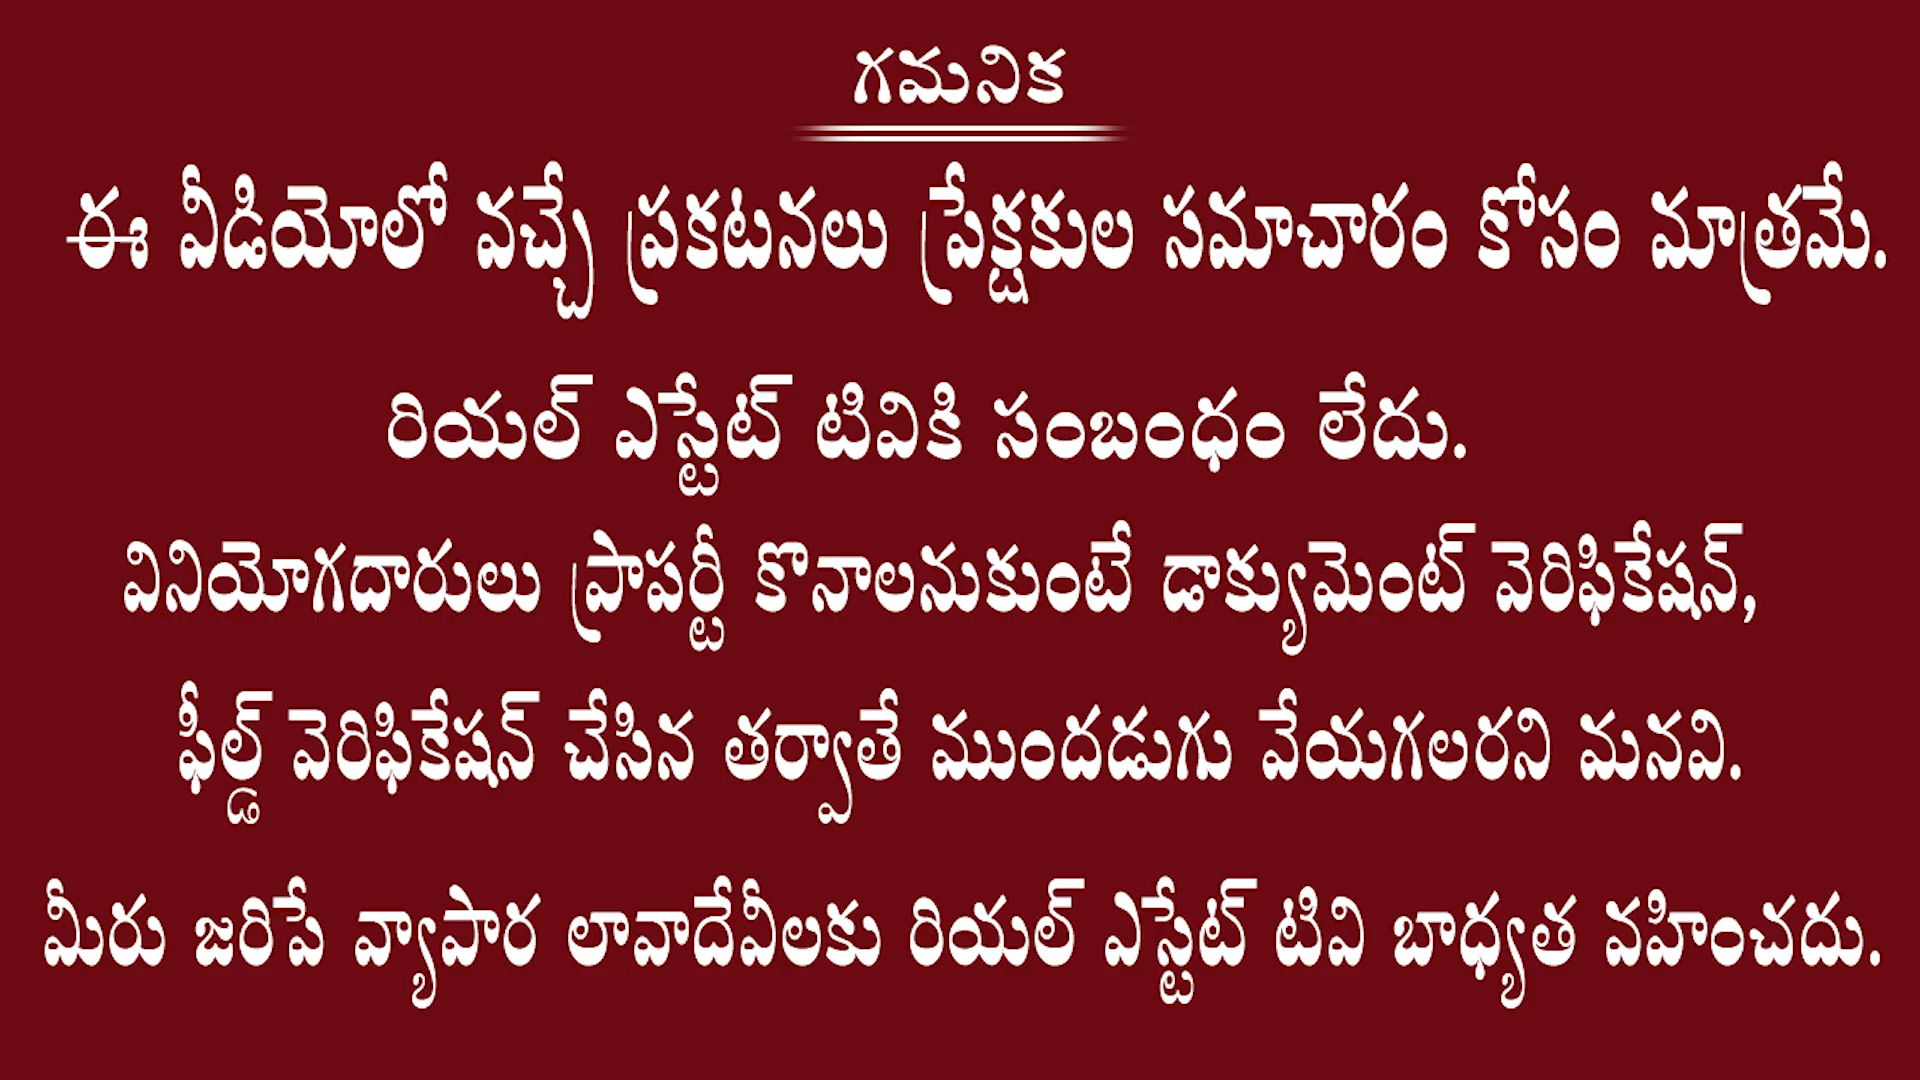 గమనిక
ఈ వీడియోలో వచ్చే ప్రకటనలు ప్రేక్షకుల సమాచారం కోసం మాత్రమే.
రియల్ ఎస్టేట్ టివికి సంబంధం లేదు.
వినియోగదారులు ప్రాపర్టీ కొనాలనుకుంటే డాక్యుమెంట్ వెరిఫికేషన్,
ఫీల్డ్ వెరిఫికేషన్ చేసిన తర్వాతే ముందడుగు వేయగలరని మనవి.
మీరు జరిపే వ్యాపార లావాదేవీలకు రియల్ ఎస్టేట్ టివి బాధ్యత వహించదు.